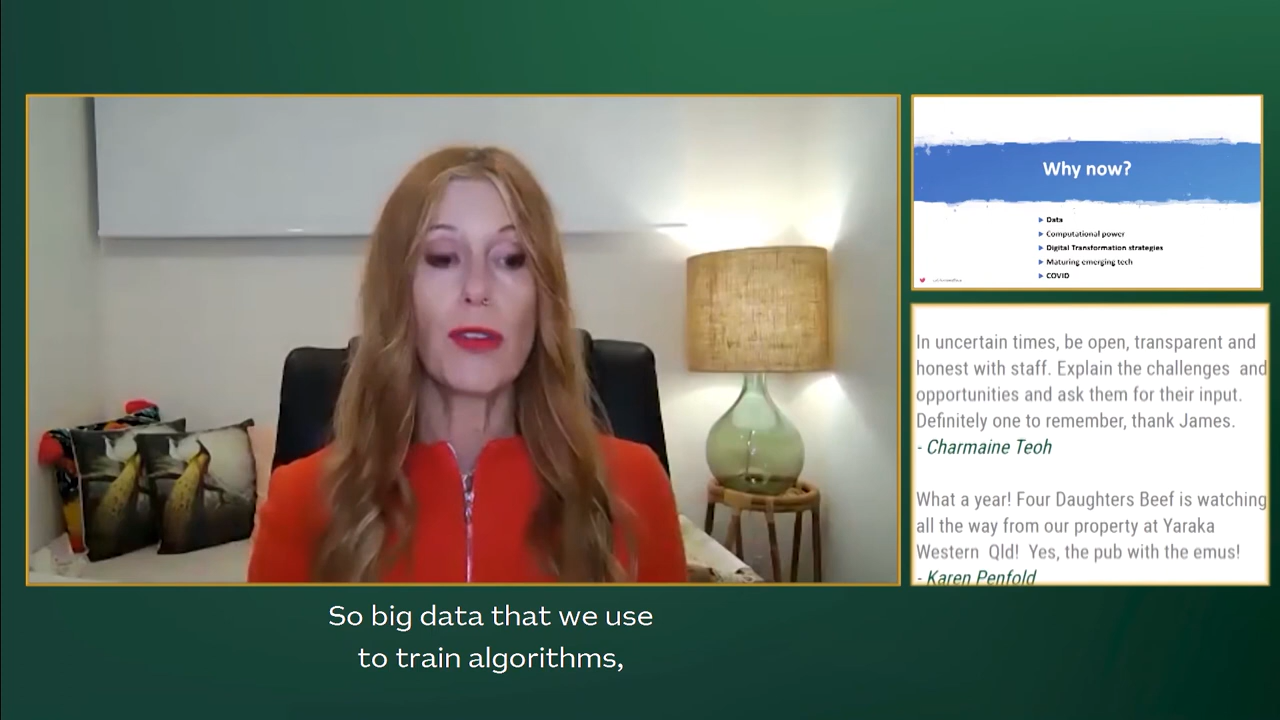 Why now?
Data
Computational power
Digital Transformation strategies
Maturing emerging tech
COVID
In uncertain times, be open, transparent and
honest with staff. Explain the challenges and
opportunities and ask them for their input.
Definitely one to remember, thank James.
- Charmaine Teoh
What a year! Four Daughters Beef is watching
all the way from our property at Yaraka
Western Qld! Yes, the pub with the emus!
- Karen Penfold
So big data that we use
to train algorithms,